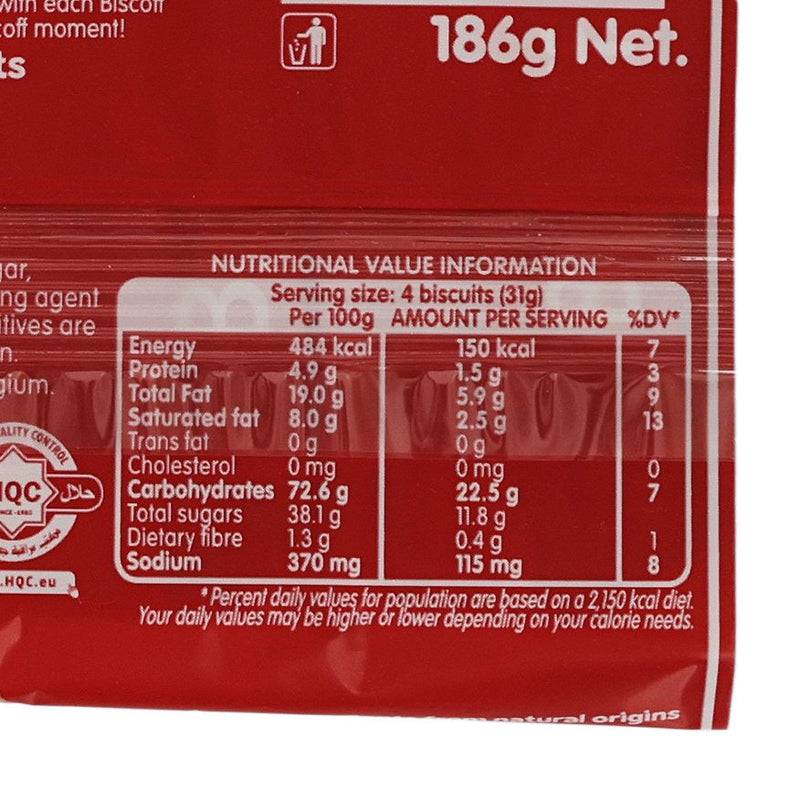 with each Biscoff
coff moment!
ts
186g Net.
ar,
ng agent
itives are
n.
gium.
ALITY CONTROL
HQC
حلال
.HQC.eu
NUTRITIONAL VALUE INFORMATION
Serving size: 4 biscuits (31g)
Per 100g AMOUNT PER SERVING %DV*
Energy 484 kcal 150 kcal 7
Protein 4.9 g 1.5 g 3
Total Fat 19.0 g 5.9 g 9
Saturated fat 8.0 g 2.5 g 13
Trans fat 0 g 0 g
Cholesterol 0 mg 0 mg 0
Carbohydrates 72.6 g 22.5 g 7
Total sugars 38.1 g 11.8 g
Dietary fibre 1.3 g 0.4 g 1
Sodium 370 mg 115 mg 8
*Percent daily values for population are based on a 2,150 kcal diet.
Your daily values may be higher or lower depending on your calorie needs.
natural origins